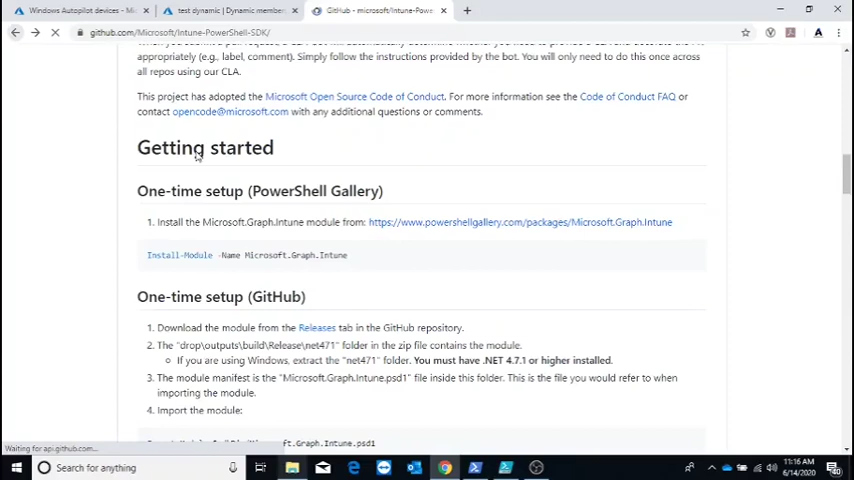 Windows Autopilot devices - Mi
test dynamic | Dynamic member
GitHub - microsoft/Intune-Power
github.com/Microsoft/Intune-PowerShell-SDK/
appropriately (e.g., label, comment). Simply follow the instructions provided by the bot. You will only need to do this once across
all repos using our CLA.
This project has adopted the Microsoft Open Source Code of Conduct. For more information see the Code of Conduct FAQ or
contact opencode@microsoft.com with any additional questions or comments.
Getting started
One-time setup (PowerShell Gallery)
1. Install the Microsoft.Graph.Intune module from: https://www.powershellgallery.com/packages/Microsoft.Graph.Intune
Install-Module -Name Microsoft.Graph.Intune
One-time setup (GitHub)
1. Download the module from the Releases tab in the GitHub repository.
2. The "drop\outputs\build\Release\net471" folder in the zip file contains the module.
If you are using Windows, extract the "net471" folder. You must have .NET 4.7.1 or higher installed.
3. The module manifest is the "Microsoft.Graph.Intune.psd1" file inside this folder. This is the file you would refer to when
importing the module.
4. Import the module:
Waiting for api.github.com...
Search for anything
11:16 AM
6/14/2020